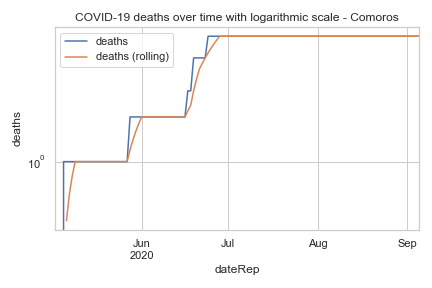 COVID-19 deaths over time with logarithmic scale - Comoros
deaths
deaths (rolling)
deaths
10⁰
Jun
2020
Jul
Aug
Sep
dateRep